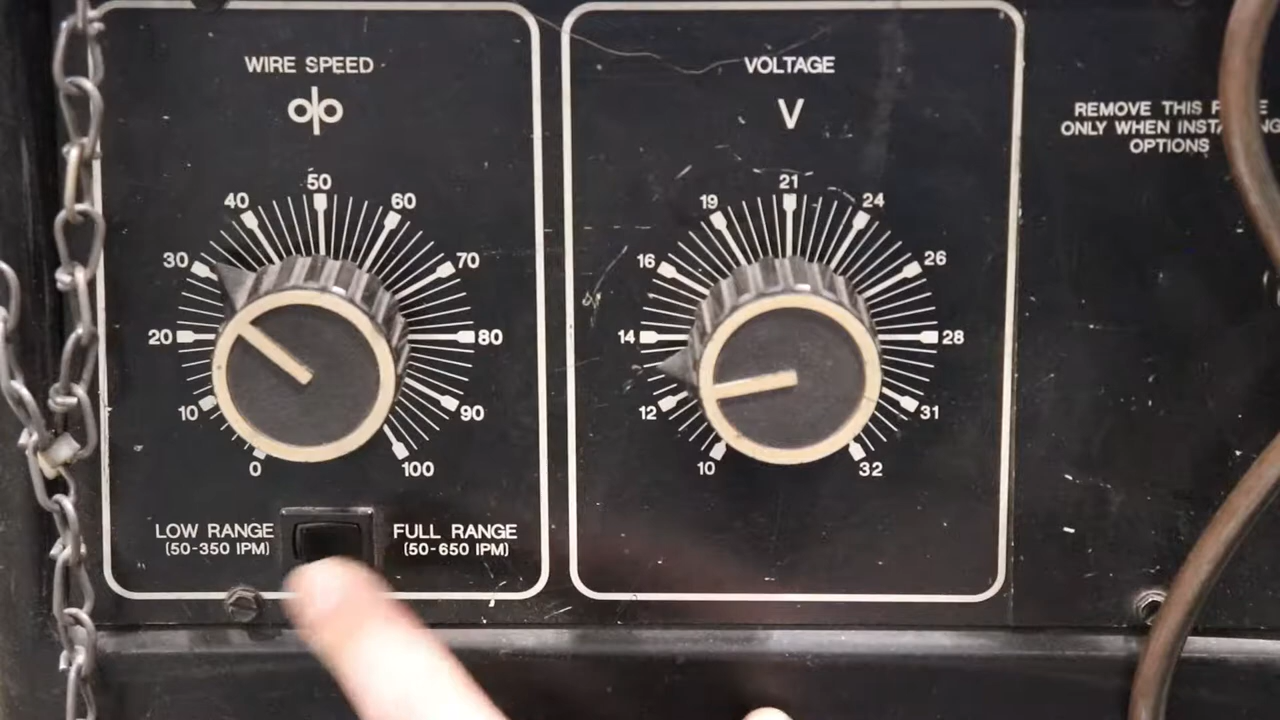 WIRE SPEED
VOLTAGE
V
REMOVE THIS
ONLY WHEN
OPTIONS
50
40
60
30
70
20
80
10
90
0
100
21
19
24
16
26
14
28
12
31
10
32
LOW RANGE
(50-350 IPM)
FULL RANGE
(50-650 IPM)